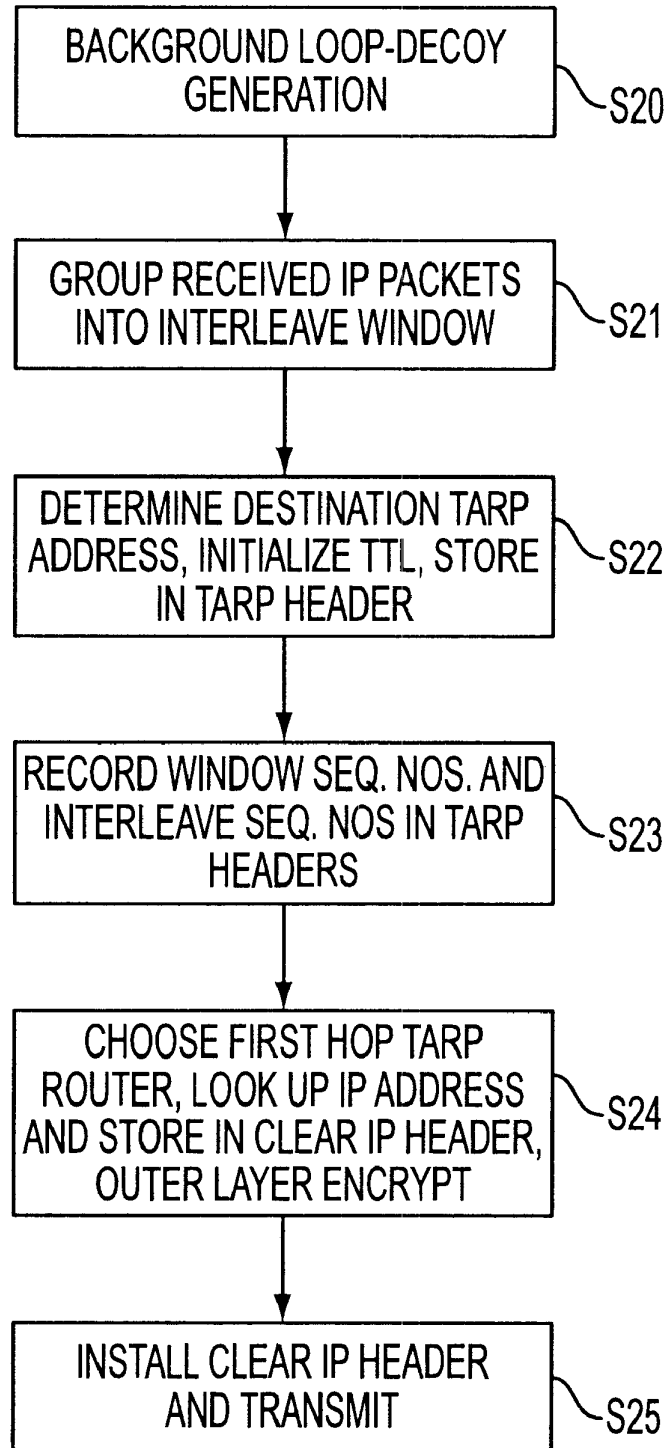 BACKGROUND LOOP-DECOY
GENERATION
S20
GROUP RECEIVED IP PACKETS
INTO INTERLEAVE WINDOW
S21
DETERMINE DESTINATION TARP
ADDRESS, INITIALIZE TTL, STORE
IN TARP HEADER
S22
RECORD WINDOW SEQ. NOS. AND
INTERLEAVE SEQ. NOS IN TARP
HEADERS
S23
CHOOSE FIRST HOP TARP
ROUTER, LOOK UP IP ADDRESS
AND STORE IN CLEAR IP HEADER,
OUTER LAYER ENCRYPT
S24
INSTALL CLEAR IP HEADER
AND TRANSMIT
S25